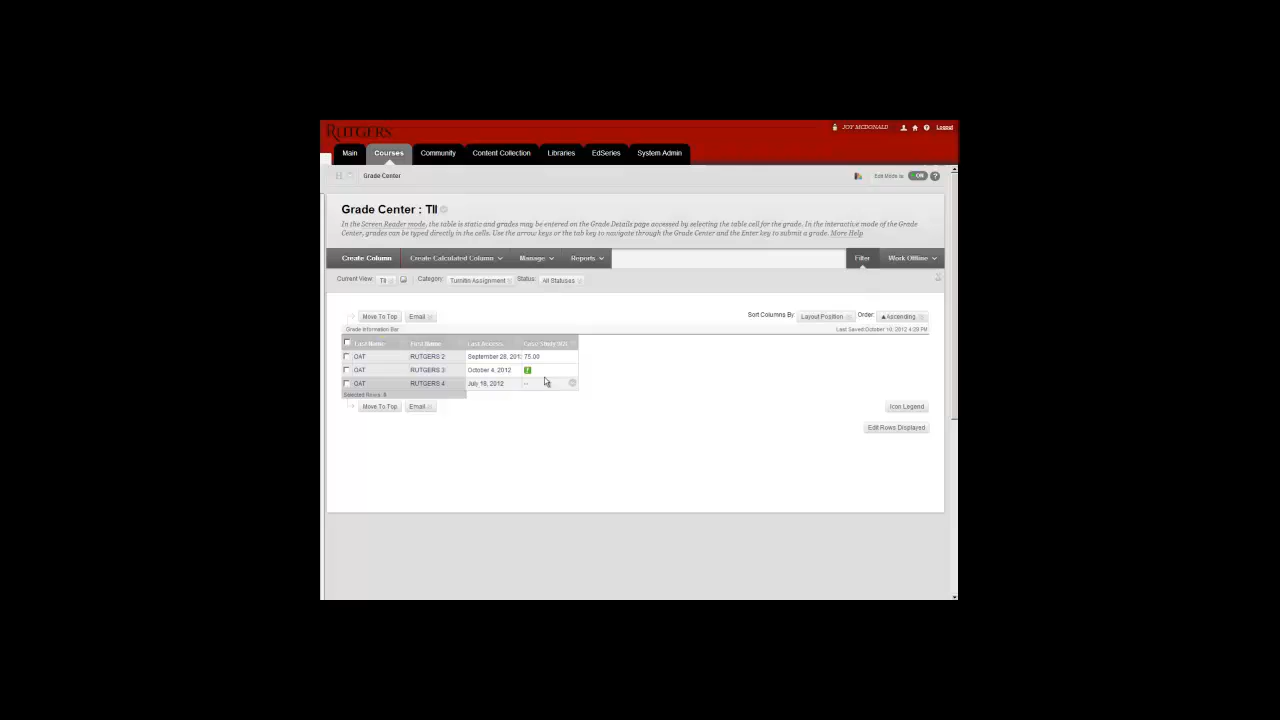 RUTGERS
JOY MCDONALD Logout
Main Courses Community Content Collection Libraries EdSeries System Admin
Grade Center Edit Mode is: ON ?
Grade Center : TII
In the Screen Reader mode, the table is static and grades may be entered on the Grade Details page accessed by selecting the table cell for the grade. In the interactive mode of the Grade
Center, grades can be typed directly in the cells. Use the arrow keys or the tab key to navigate through the Grade Center and the Enter key to submit a grade. More Help
Create Column Create Calculated Column Manage Reports Filter Work Offline
Current View: TII Category: Turnitin Assignment Status: All Statuses
Move To Top Email Sort Columns By: Layout Position Order: ▲Ascending
Grade Information Bar Last Saved:October 10, 2012 4:29 PM
Last Name First Name Last Access Case Study
OAT RUTGERS 2 September 28, 201 75.00
OAT RUTGERS 3 October 4, 2012 !
OAT RUTGERS 4 July 18, 2012 --
Selected Rows: 0
Move To Top Email Icon Legend
Edit Rows Displayed